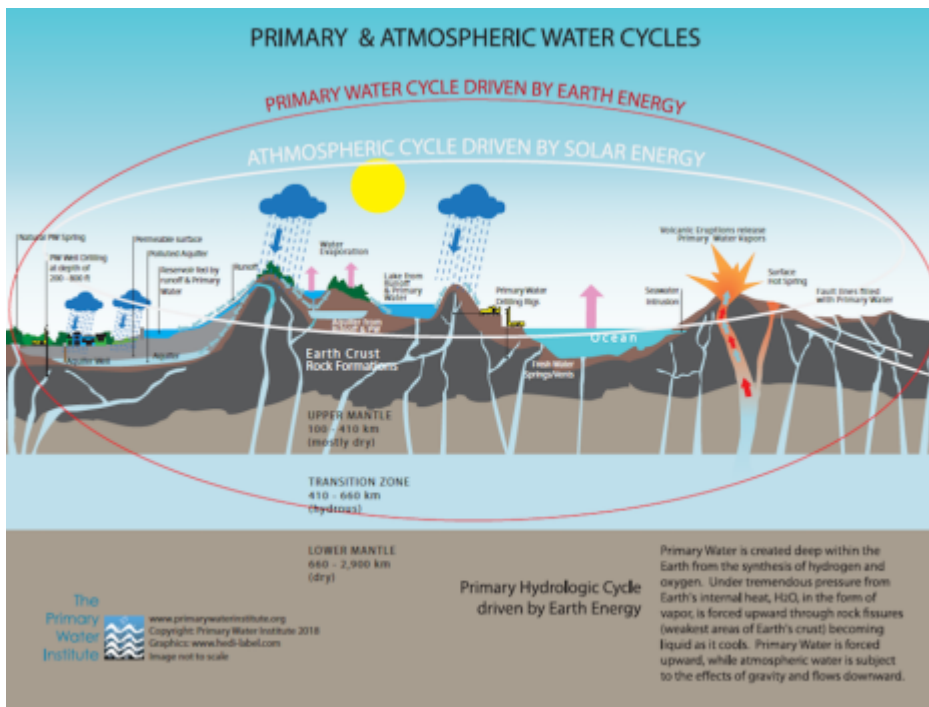 PRIMARY & ATMOSPHERIC WATER CYCLES
PRIMARY WATER CYCLE DRIVEN BY EARTH ENERGY
ATHMOSPHERIC CYCLE DRIVEN BY SOLAR ENERGY
Natural PW Spring
PW Well Drilling
at depth of
200 - 800 ft
Permeable surface
Polluted Aquifer
Reservoir fed by
runoff & Primary
Water
Runoff
Water
Evaporation
Lake from
Runoff
& Primary
Water
Primary Water
Drilling Rigs
Seawater
Intrusion
Volcanic Eruptions release
Primary Water Vapors
Surface
Hot Spring
Fault lines filled
with Primary Water
Aquifer Well
Aquifer
Aquifer from
Ocean
Earth Crust
Rock Formations
Fresh Water
Springs/Vents
UPPER MANTLE
100 - 410 km
(mostly dry)
TRANSITION ZONE
410 - 660 km
(hydrous)
LOWER MANTLE
660 - 2,900 km
(dry)
Primary Hydrologic Cycle
driven by Earth Energy
Primary Water is created deep within the
Earth from the synthesis of hydrogen and
oxygen. Under tremendous pressure from
Earth's internal heat, H2O, in the form of
vapor, is forced upward through rock fissures
(weakest areas of Earth's crust) becoming
liquid as it cools. Primary Water is forced
upward, while atmospheric water is subject
to the effects of gravity and flows downward.
The
Primary
Water
Institute
www.primarywaterinstitute.org
Copyright: Primary Water Institute 2018
Graphics: www.hedi-label.com
Image not to scale